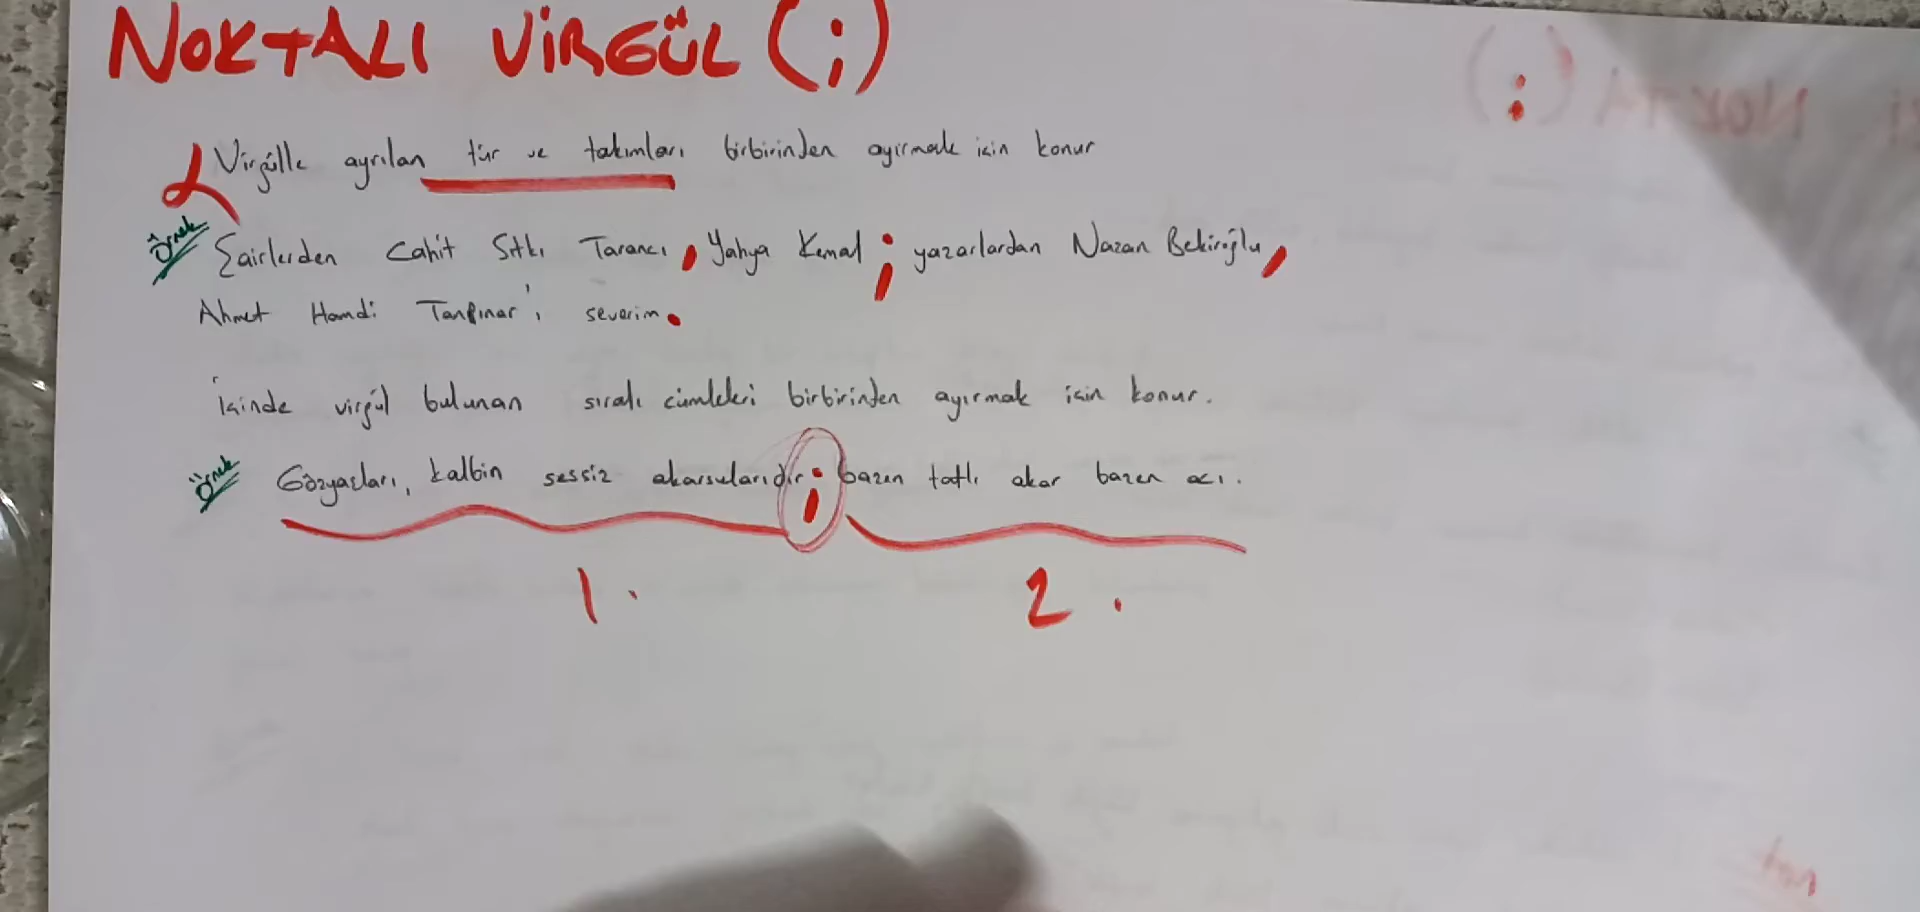 NOKTALI VİRGÜL (;)
Virgülle ayrılan tür ve takımları birbirinden ayırmak için konur
Örnek Şairlerden Cahit Sıtkı Tarancı, Yahya Kemal; yazarlardan Nazan Bekiroğlu,
Ahmet Hamdi Tanpınar'ı severim.
İçinde virgül bulunan sıralı cümleleri birbirinden ayırmak için konur.
Örnek Gözyaşları, kalbin sessiz akarsularıdır; bazen tatlı akar bazen acı.
1. 2.